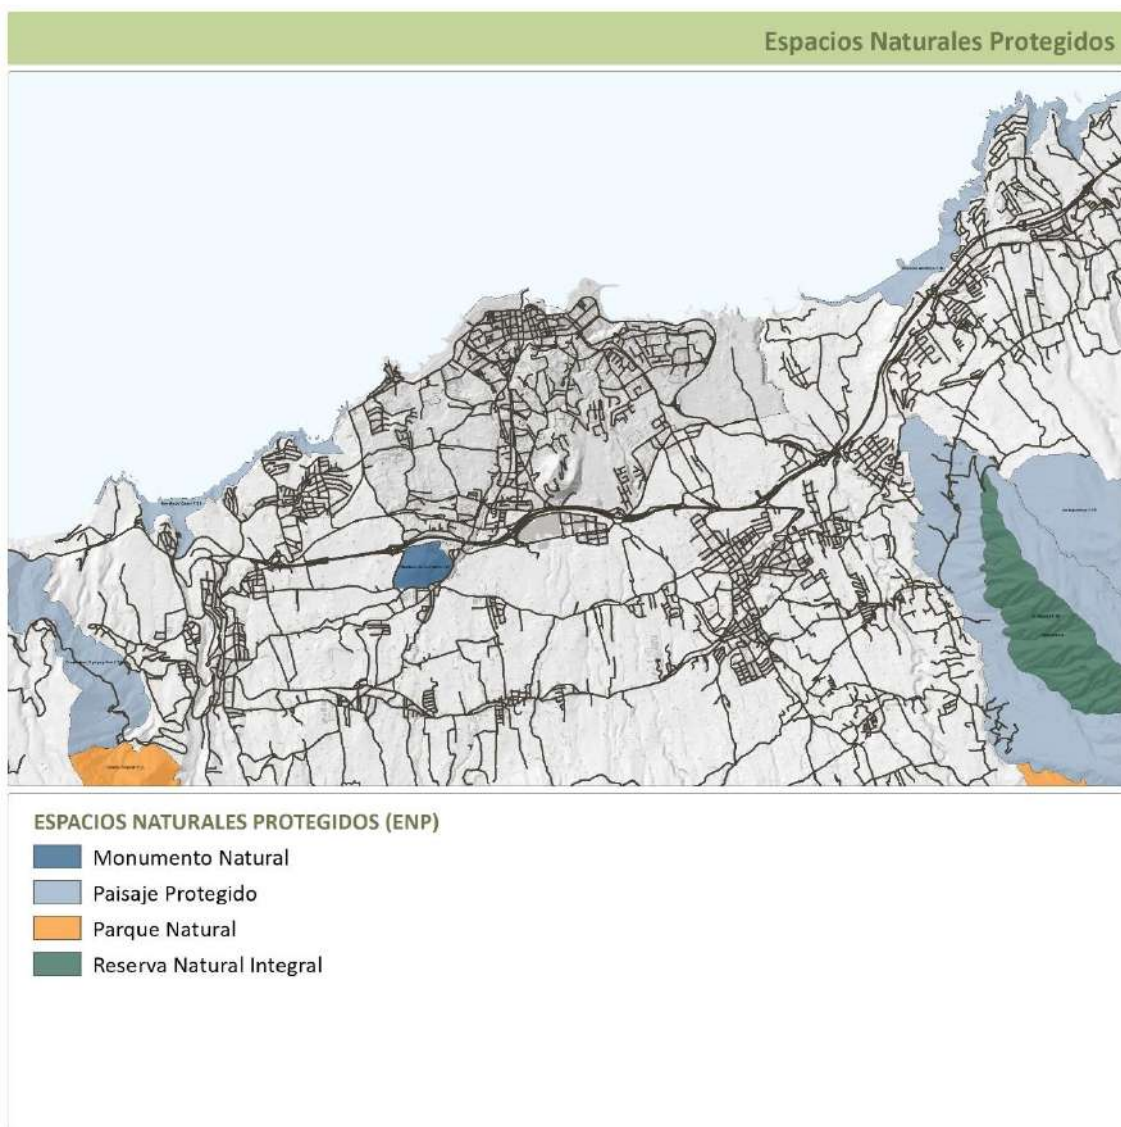 Espacios Naturales Protegidos
ESPACIOS NATURALES PROTEGIDOS (ENP)
Monumento Natural
Paisaje Protegido
Parque Natural
Reserva Natural Integral